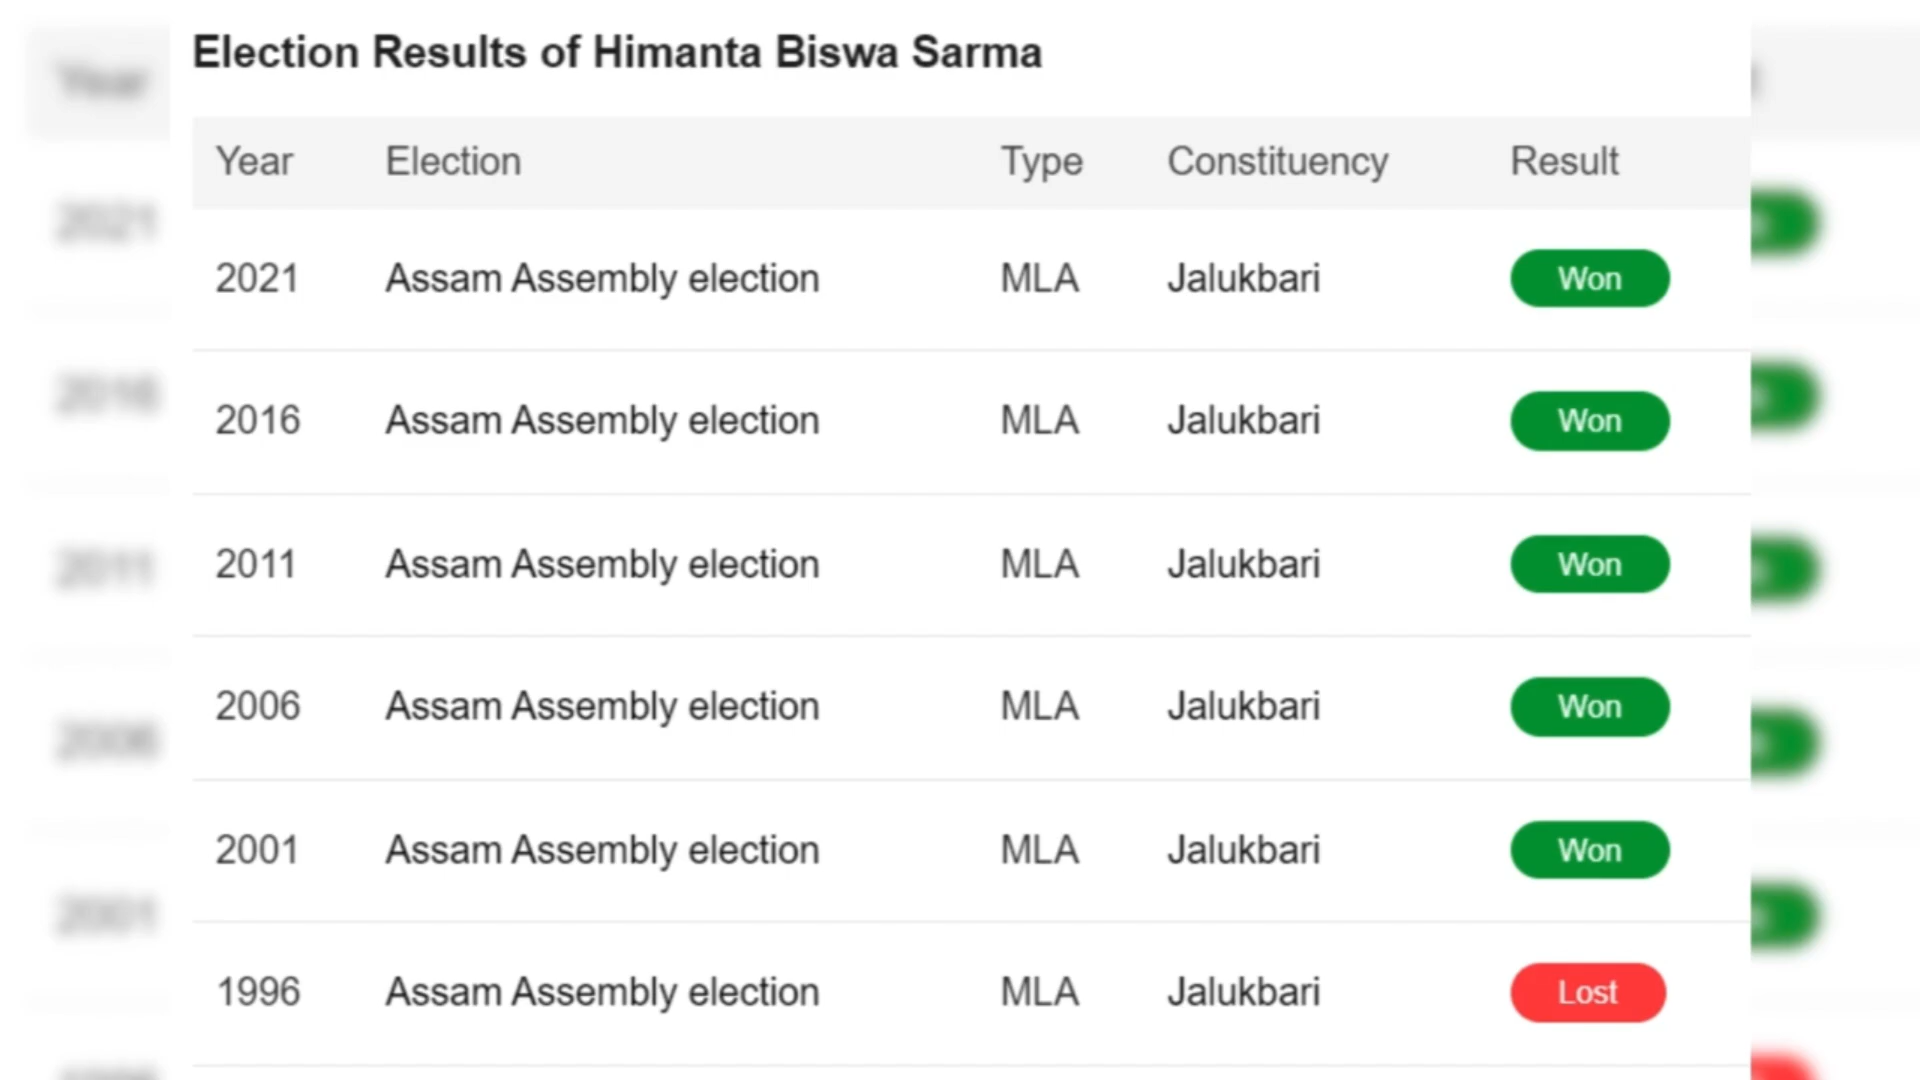 Election Results of Himanta Biswa Sarma
Year Election Type Constituency Result
2021 Assam Assembly election MLA Jalukbari Won
2016 Assam Assembly election MLA Jalukbari Won
2011 Assam Assembly election MLA Jalukbari Won
2006 Assam Assembly election MLA Jalukbari Won
2001 Assam Assembly election MLA Jalukbari Won
1996 Assam Assembly election MLA Jalukbari Lost